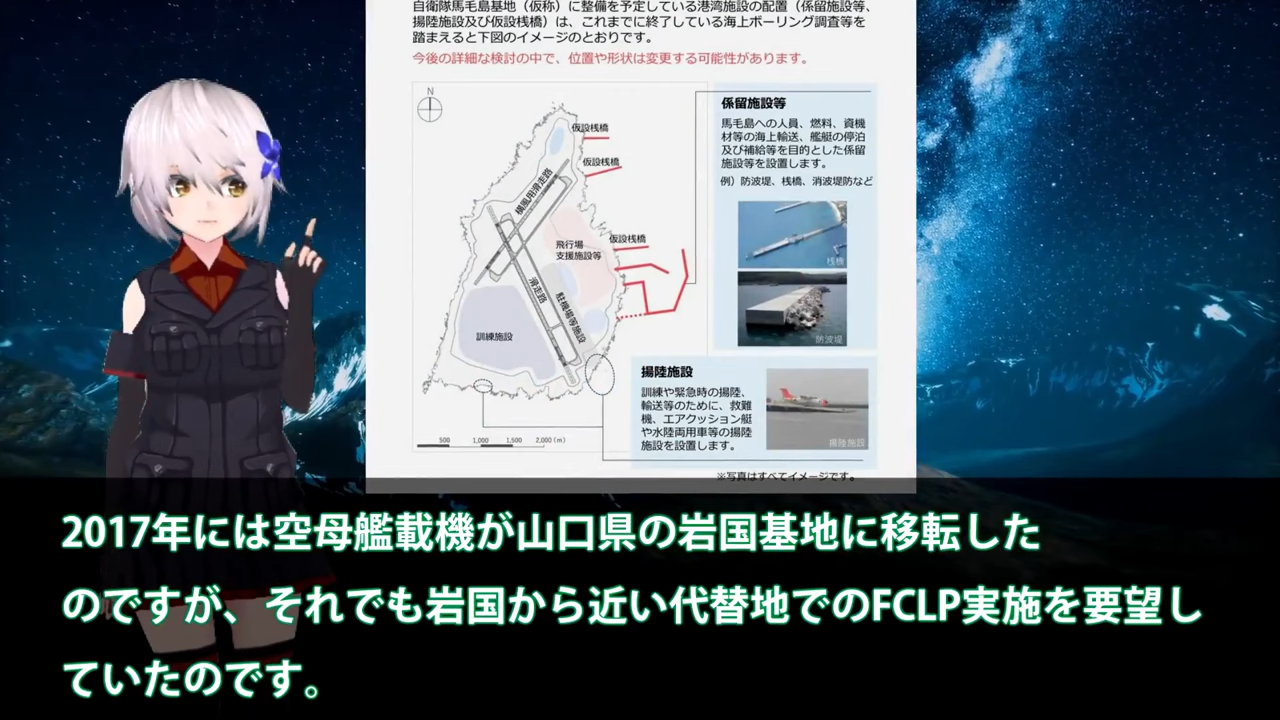 自衛隊馬毛島基地（仮称）に整備を予定している港湾施設の配置（係留施設等、
揚陸施設及び仮設桟橋）は、これまでに終了している海上ボーリング調査等を
踏まえると下図のイメージのとおりです。
今後の詳細な検討の中で、位置や形状は変更する可能性があります。
N
仮設桟橋
仮設桟橋
横風用滑走路
仮設桟橋
飛行場
支援施設等
滑走路
駐機場等施設
訓練施設
500 1,000 1,500 2,000 (m)
係留施設等
馬毛島への人員、燃料、資機
材等の海上輸送、艦艇の停泊
及び補給等を目的とした係留
施設等を設置します。
例）防波堤、桟橋、消波堤防など
桟橋
防波堤
揚陸施設
訓練や緊急時の揚陸、
輸送等のために、救難
機、エアクッション艇
や水陸両用車等の揚陸
施設を設置します。
揚陸施設
※写真はすべてイメージです。
2017年には空母艦載機が山口県の岩国基地に移転した
のですが、それでも岩国から近い代替地でのFCLP実施を要望し
ていたのです。